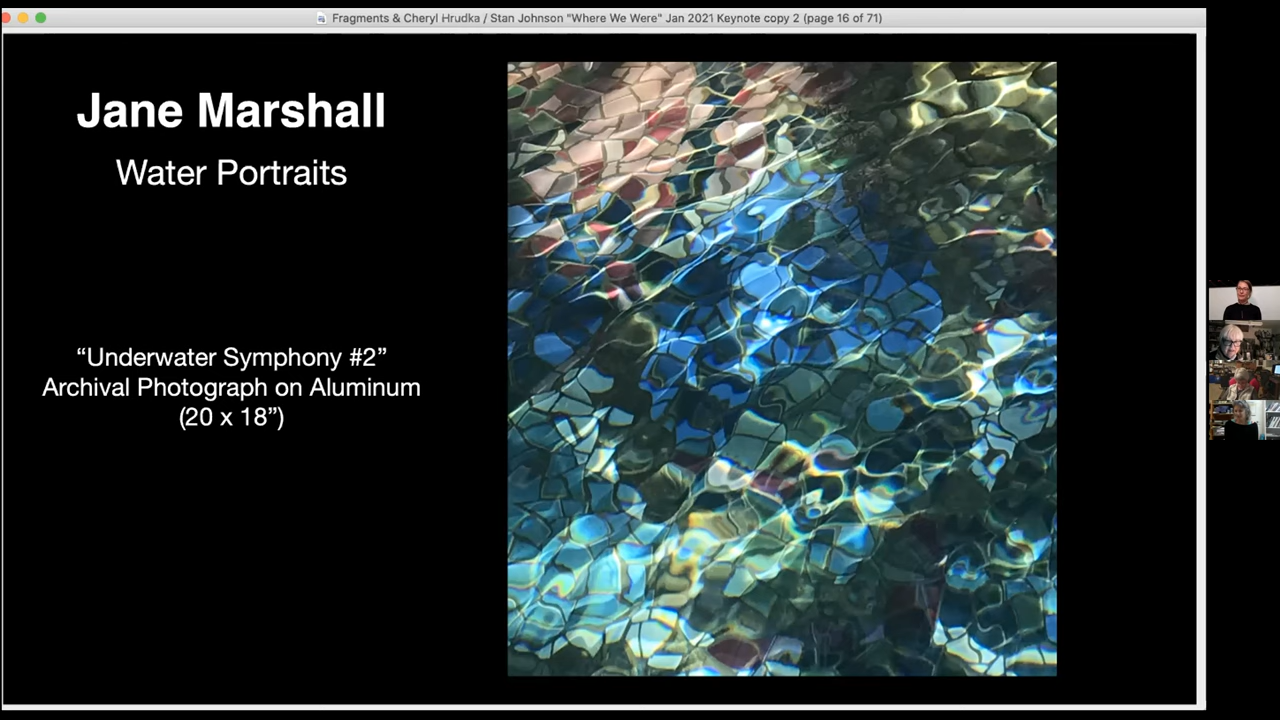 Fragments & Cheryl Hrudka / Stan Johnson "Where We Were" Jan 2021 Keynote copy 2 (page 16 of 71)
Jane Marshall
Water Portraits
“Underwater Symphony #2”
Archival Photograph on Aluminum
(20 x 18”)